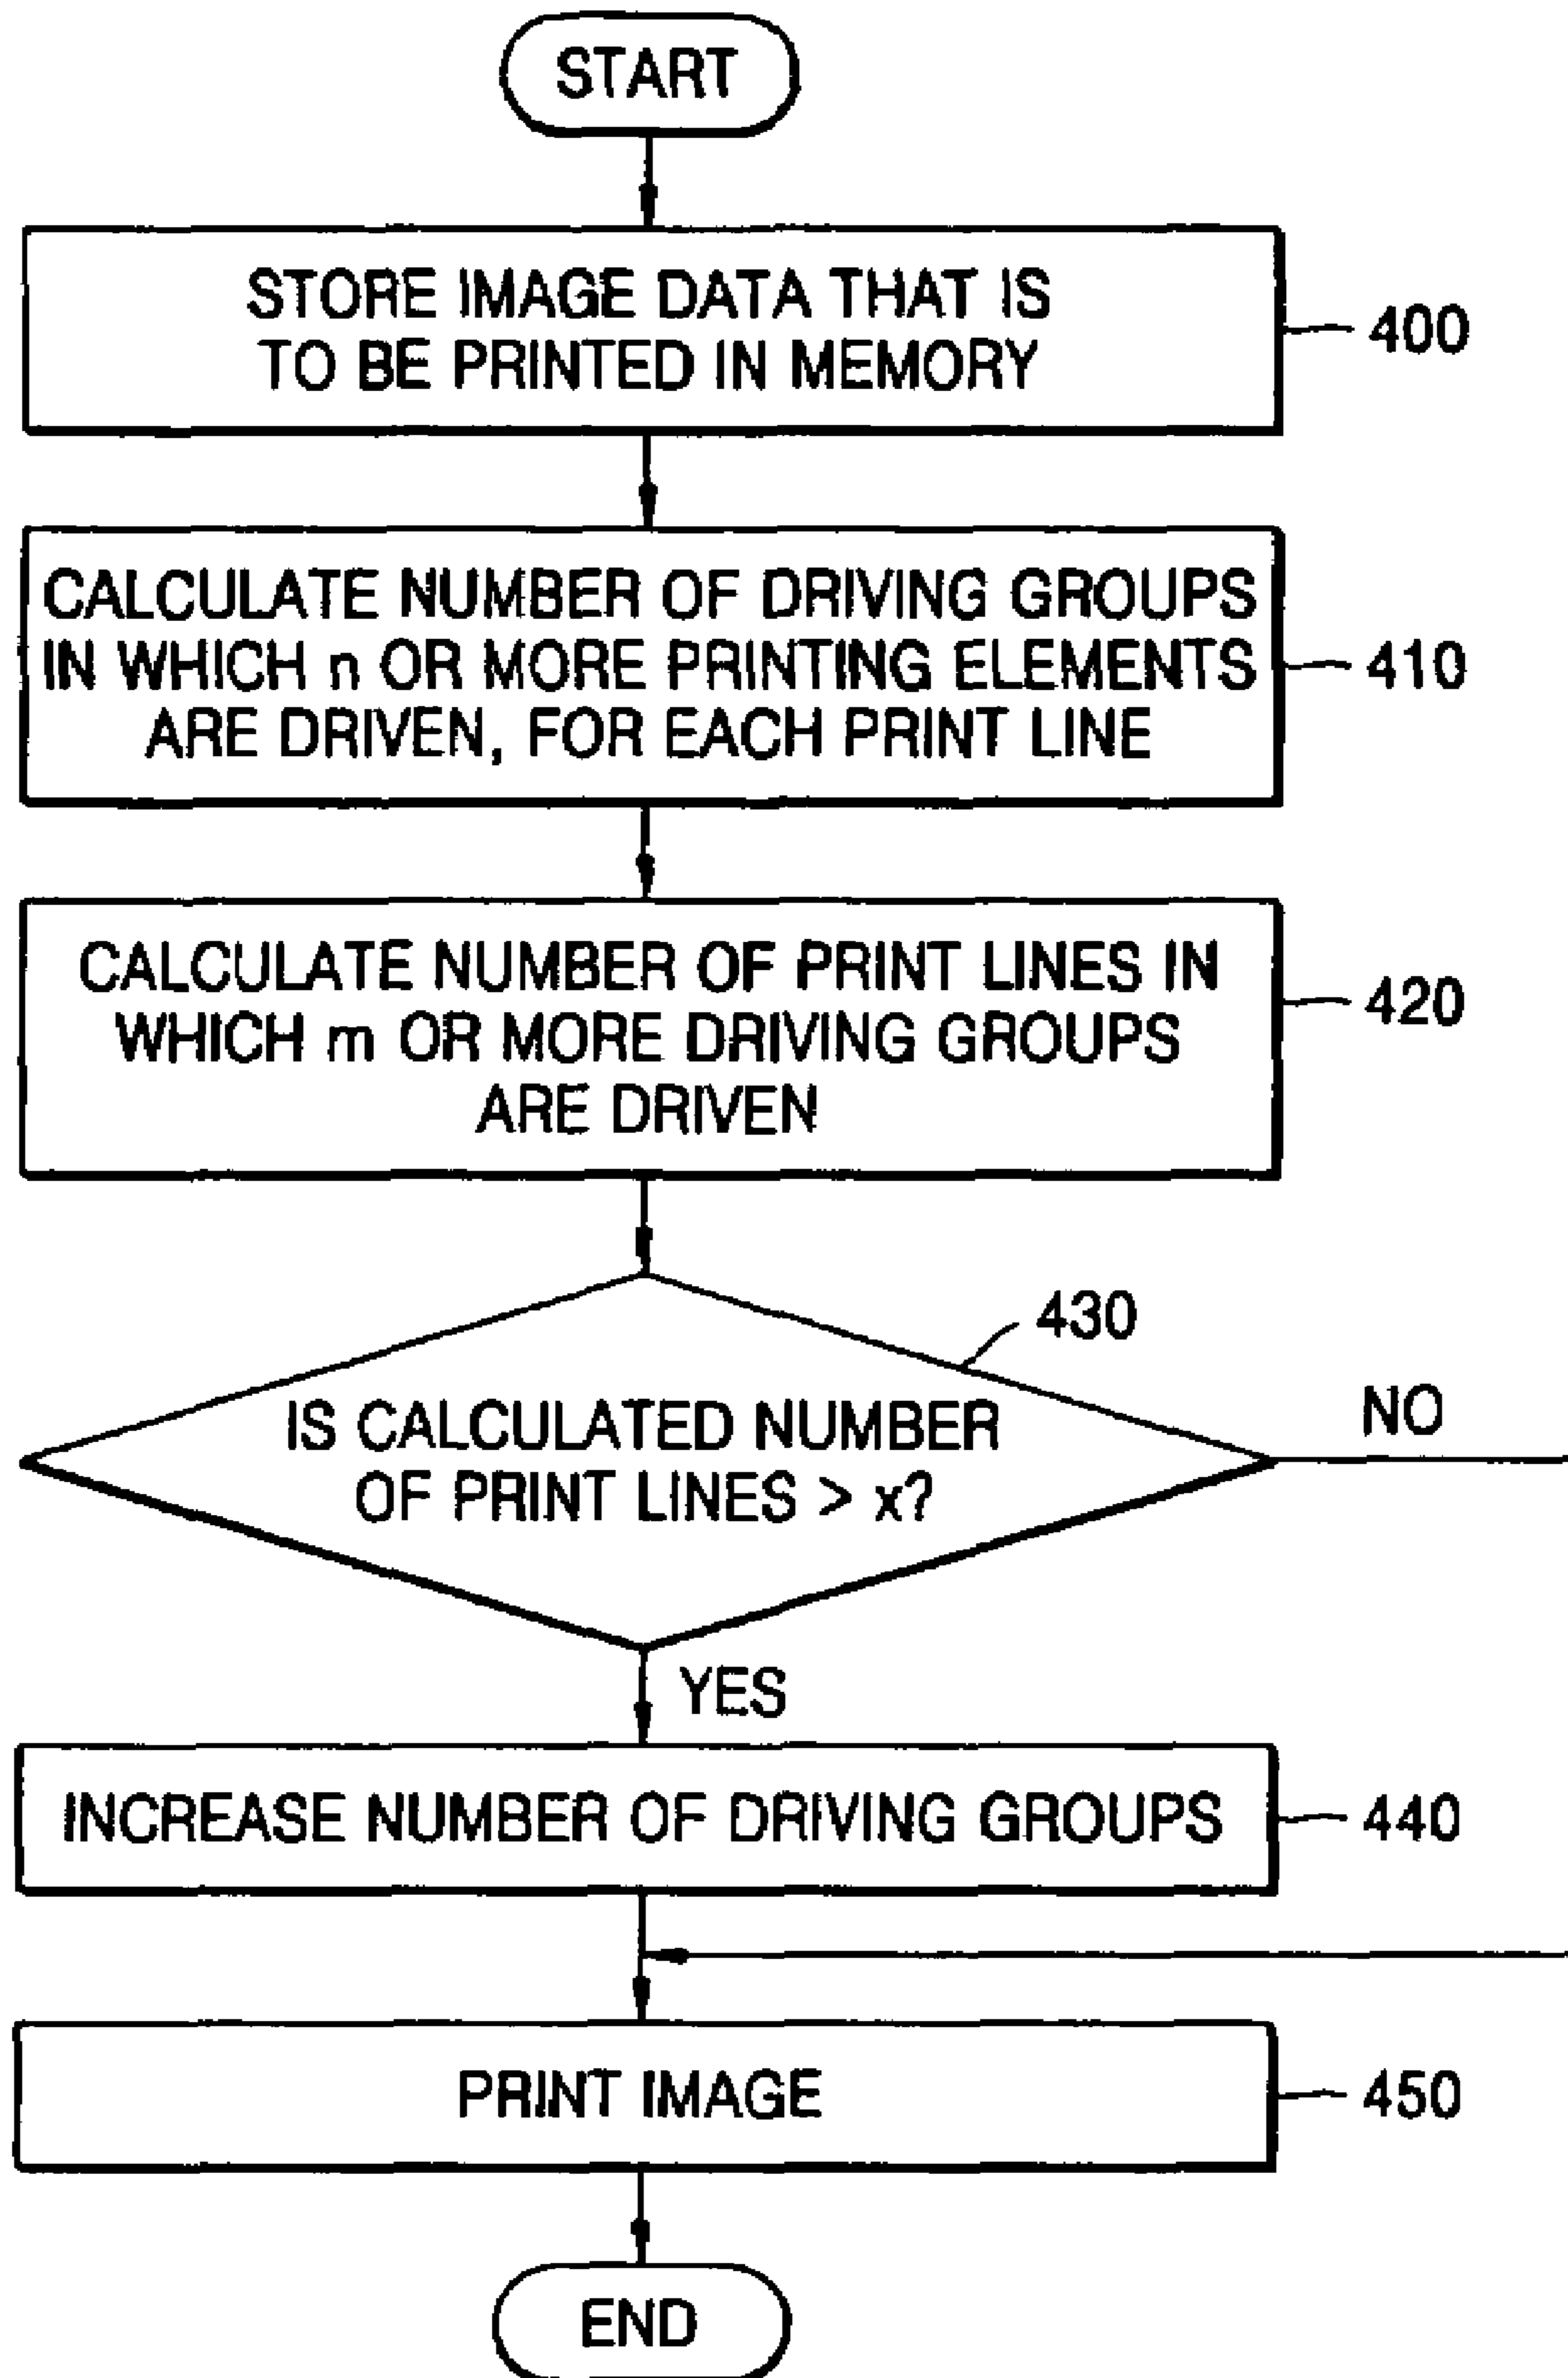 START
STORE IMAGE DATA THAT IS
TO BE PRINTED IN MEMORY
400
CALCULATE NUMBER OF DRIVING GROUPS
IN WHICH n OR MORE PRINTING ELEMENTS
ARE DRIVEN, FOR EACH PRINT LINE
410
CALCULATE NUMBER OF PRINT LINES IN
WHICH m OR MORE DRIVING GROUPS
ARE DRIVEN
420
430
IS CALCULATED NUMBER
OF PRINT LINES > x?
NO
YES
INCREASE NUMBER OF DRIVING GROUPS
440
PRINT IMAGE
450
END